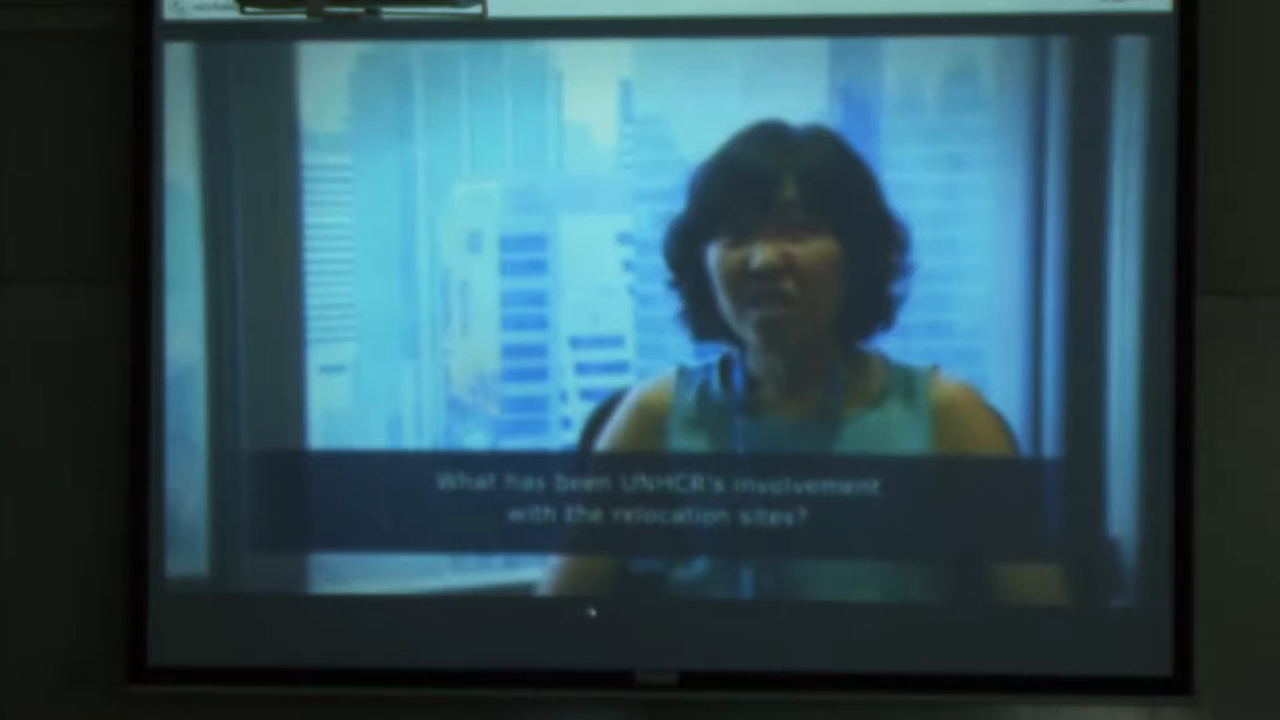 What has been UNHCR's involvement
with the relocation sites?